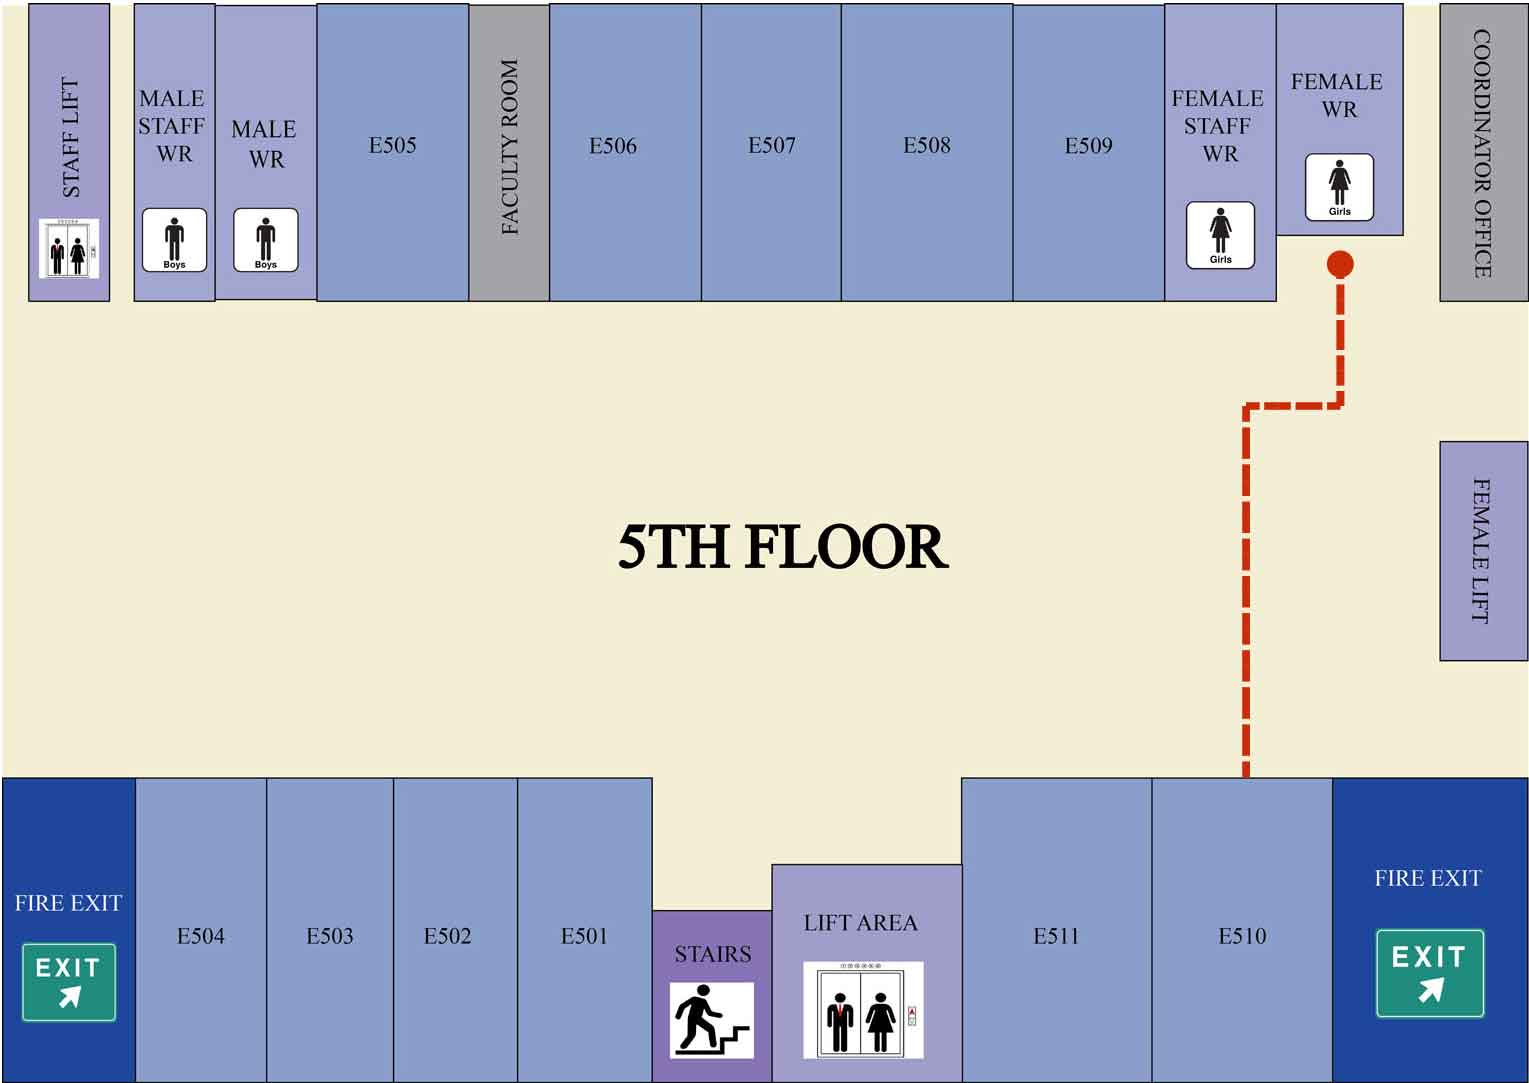 STAFF LIFT
MALE
STAFF
WR
Boys
MALE
WR
Boys
E505
FACULTY ROOM
E506
E507
E508
E509
FEMALE
STAFF
WR
Girls
FEMALE
WR
Girls
COORDINATOR OFFICE
5TH FLOOR
FEMALE LIFT
FIRE EXIT
EXIT
E504
E503
E502
E501
STAIRS
LIFT AREA
E511
E510
FIRE EXIT
EXIT